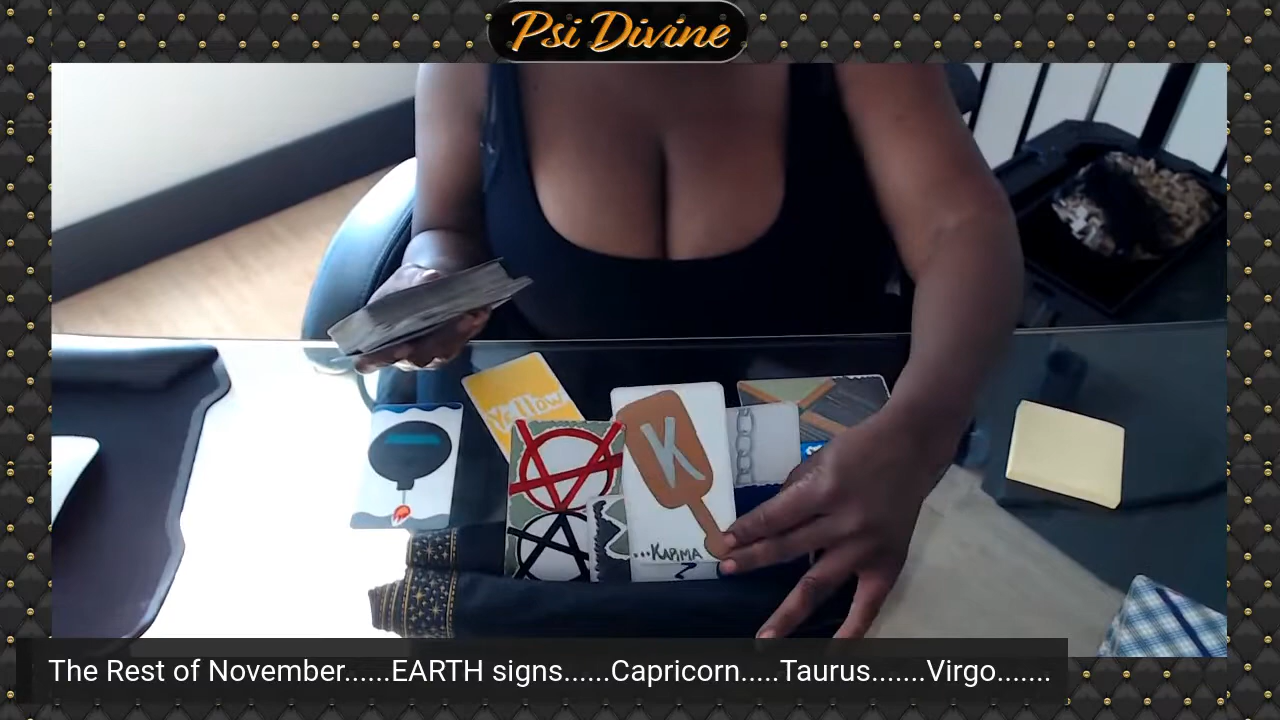 Psi Divine
Yellow
K
...KARMA
The Rest of November......EARTH signs......Capricorn.....Taurus.......Virgo.......